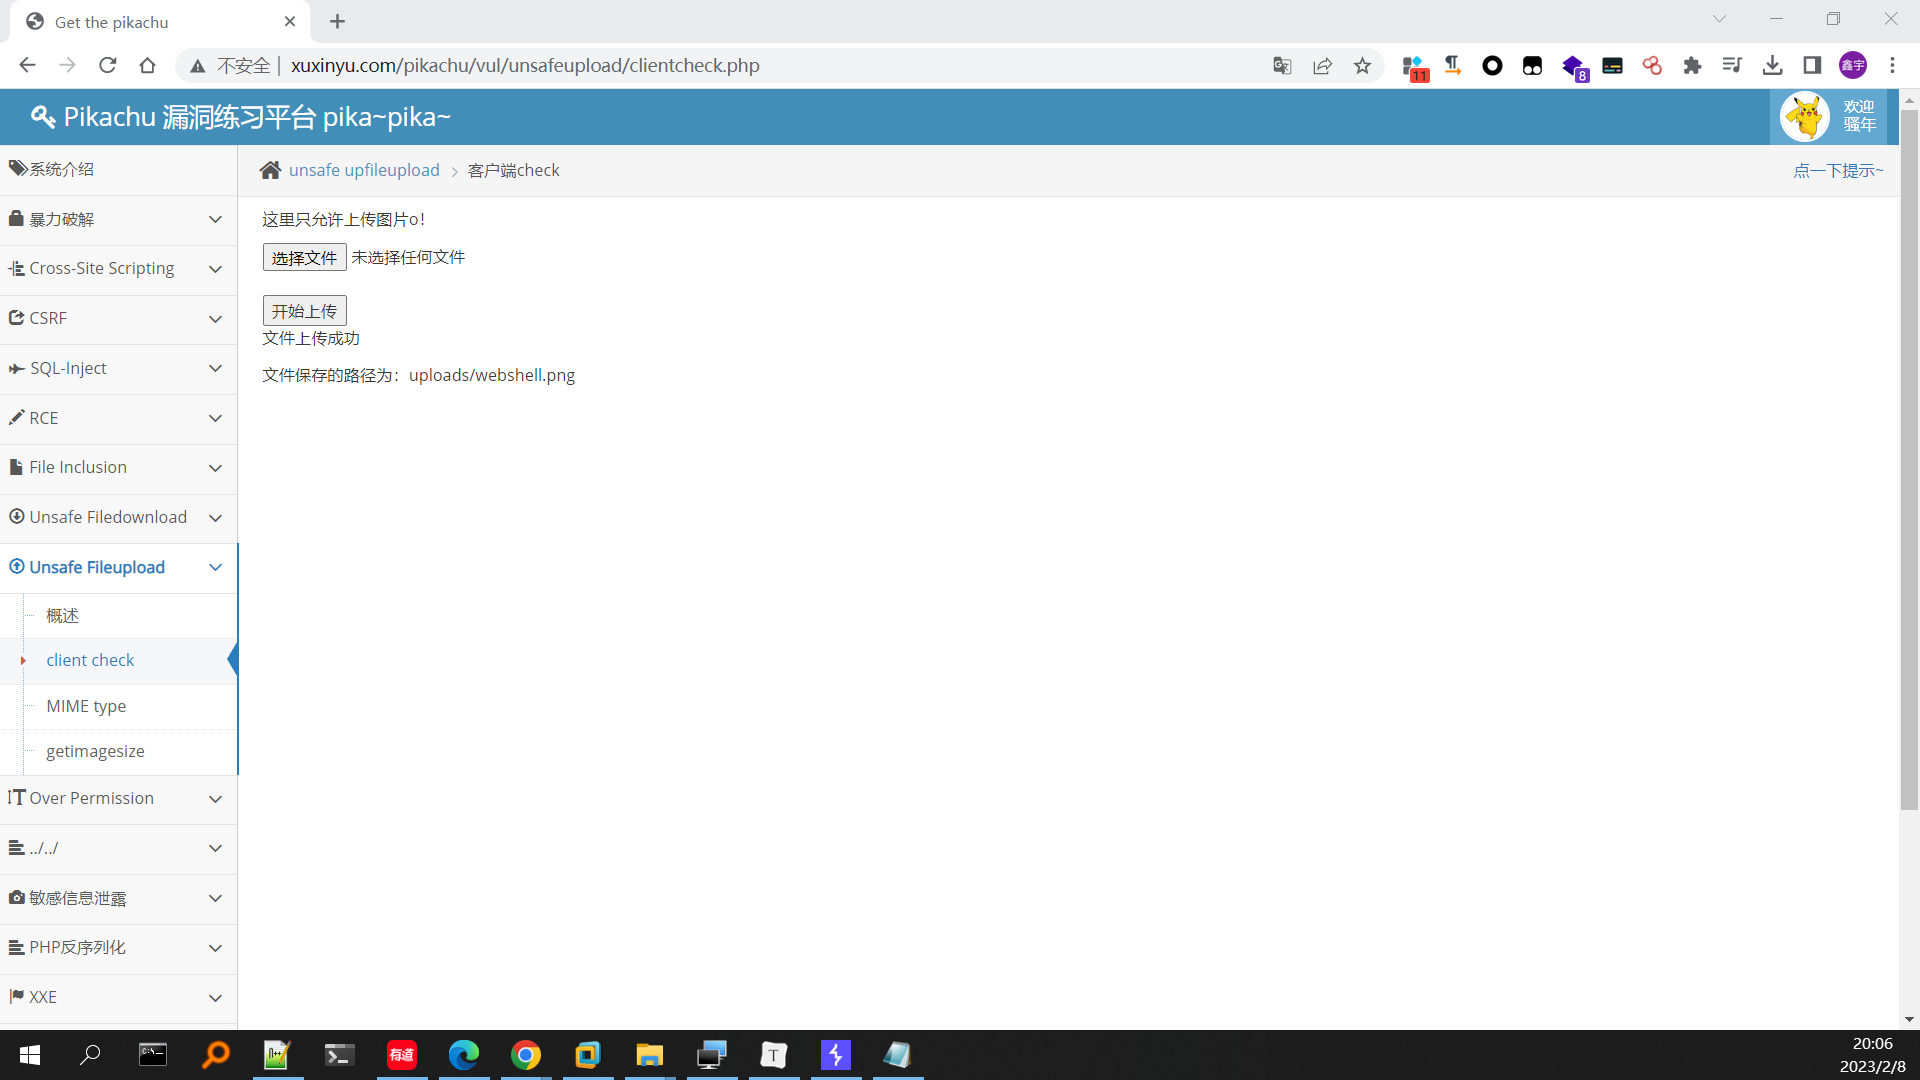 Get the pikachu
不安全
xuxinyu.com/pikachu/vul/unsafeupload/clientcheck.php
11
8
鑫宇
Pikachu 漏洞练习平台 pika~pika~
欢迎
骚年
系统介绍
暴力破解
Cross-Site Scripting
CSRF
SQL-Inject
RCE
File Inclusion
Unsafe Filedownload
Unsafe Fileupload
概述
client check
MIME type
getimagesize
Over Permission
../../
敏感信息泄露
PHP反序列化
XXE
unsafe upfileupload
客户端check
点一下提示~
这里只允许上传图片o!
选择文件 未选择任何文件
开始上传
文件上传成功
文件保存的路径为：uploads/webshell.png
有道
T
20:06
2023/2/8